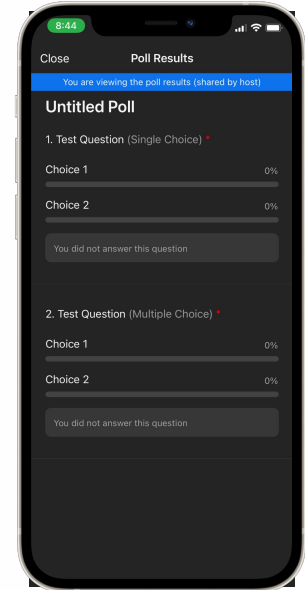 8:44
Close Poll Results
You are viewing the poll results (shared by host)
Untitled Poll
1. Test Question (Single Choice) *
Choice 1 0%
Choice 2 0%
You did not answer this question
2. Test Question (Multiple Choice) *
Choice 1 0%
Choice 2 0%
You did not answer this question